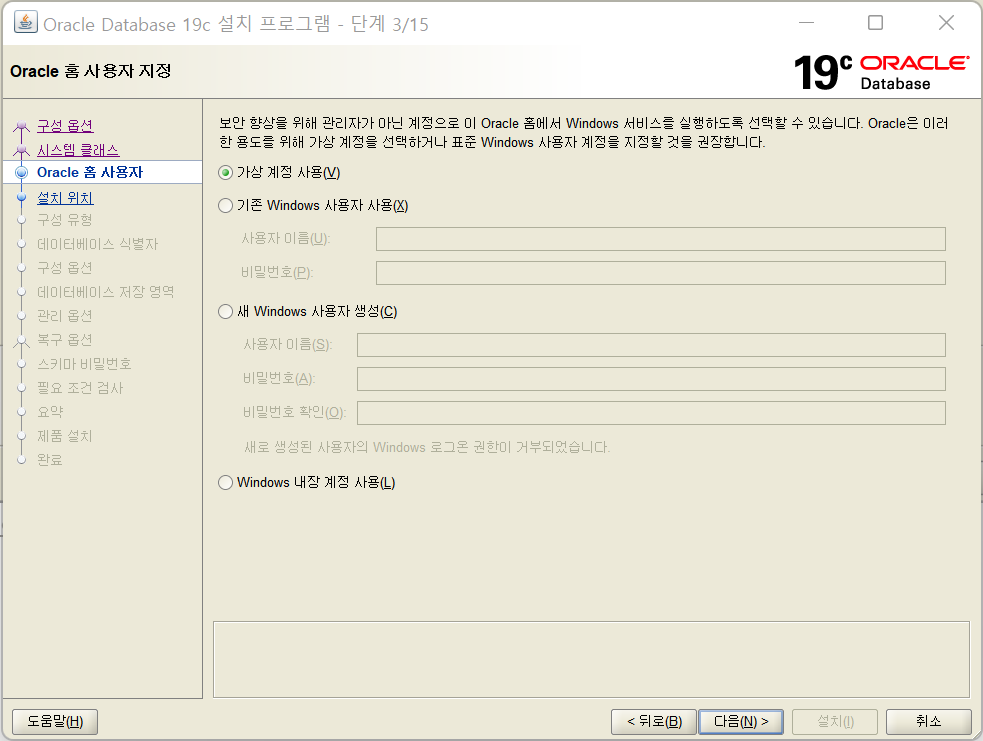 Oracle Database 19c 설치 프로그램 - 단계 3/15
Oracle 홈 사용자 지정
19c ORACLE
Database
구성 옵션
시스템 클래스
Oracle 홈 사용자
설치 위치
구성 유형
데이터베이스 식별자
구성 옵션
데이터베이스 저장 영역
관리 옵션
복구 옵션
스키마 비밀번호
필요 조건 검사
요약
제품 설치
완료
보안 향상을 위해 관리자가 아닌 계정으로 이 Oracle 홈에서 Windows 서비스를 실행하도록 선택할 수 있습니다. Oracle은 이러
한 용도를 위해 가상 계정을 선택하거나 표준 Windows 사용자 계정을 지정할 것을 권장합니다.
가상 계정 사용(V)
기존 Windows 사용자 사용(X)
사용자 이름(U):
비밀번호(P):
새 Windows 사용자 생성(C)
사용자 이름(S):
비밀번호(A):
비밀번호 확인(O):
새로 생성된 사용자의 Windows 로그온 권한이 거부되었습니다.
Windows 내장 계정 사용(L)
도움말(H)
< 뒤로(B)
다음(N) >
설치(I)
취소